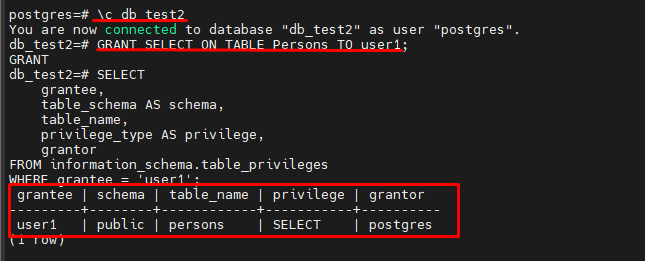 postgres=# \c db_test2
You are now connected to database "db_test2" as user "postgres".
db_test2=# GRANT SELECT ON TABLE Persons TO user1;
GRANT
db_test2=# SELECT
    grantee,
    table_schema AS schema,
    table_name,
    privilege_type AS privilege,
    grantor
FROM information_schema.table_privileges
WHERE grantee = 'user1';
 grantee | schema | table_name | privilege | grantor
---------+--------+------------+-----------+----------
 user1   | public | persons    | SELECT    | postgres
(1 row)